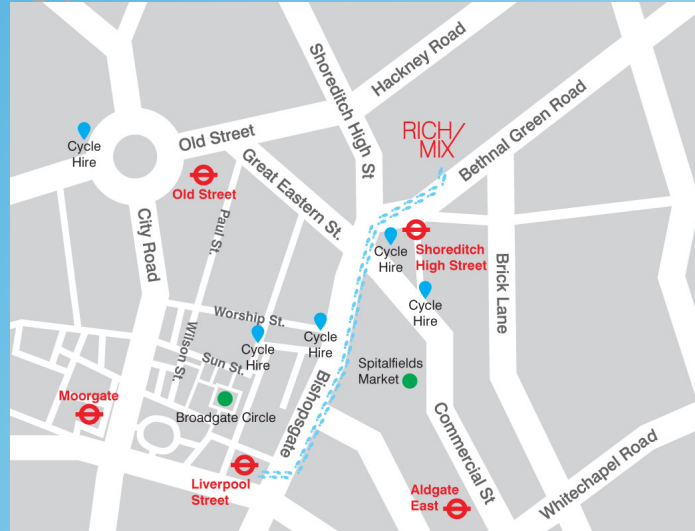 Hackney Road
Shoreditch High St
RICH/
MIX
Bethnal Green Road
Cycle
Hire
Old Street
Old Street
Great Eastern St.
Paul St.
City Road
Cycle
Hire
Shoreditch
High Street
Brick Lane
Cycle
Hire
Worship St.
Wilson St.
Sun St.
Cycle
Hire
Cycle
Hire
Bishopsgate
Spitalfields
Market
Moorgate
Broadgate Circle
Commercial St
Whitechapel Road
Liverpool
Street
Aldgate
East